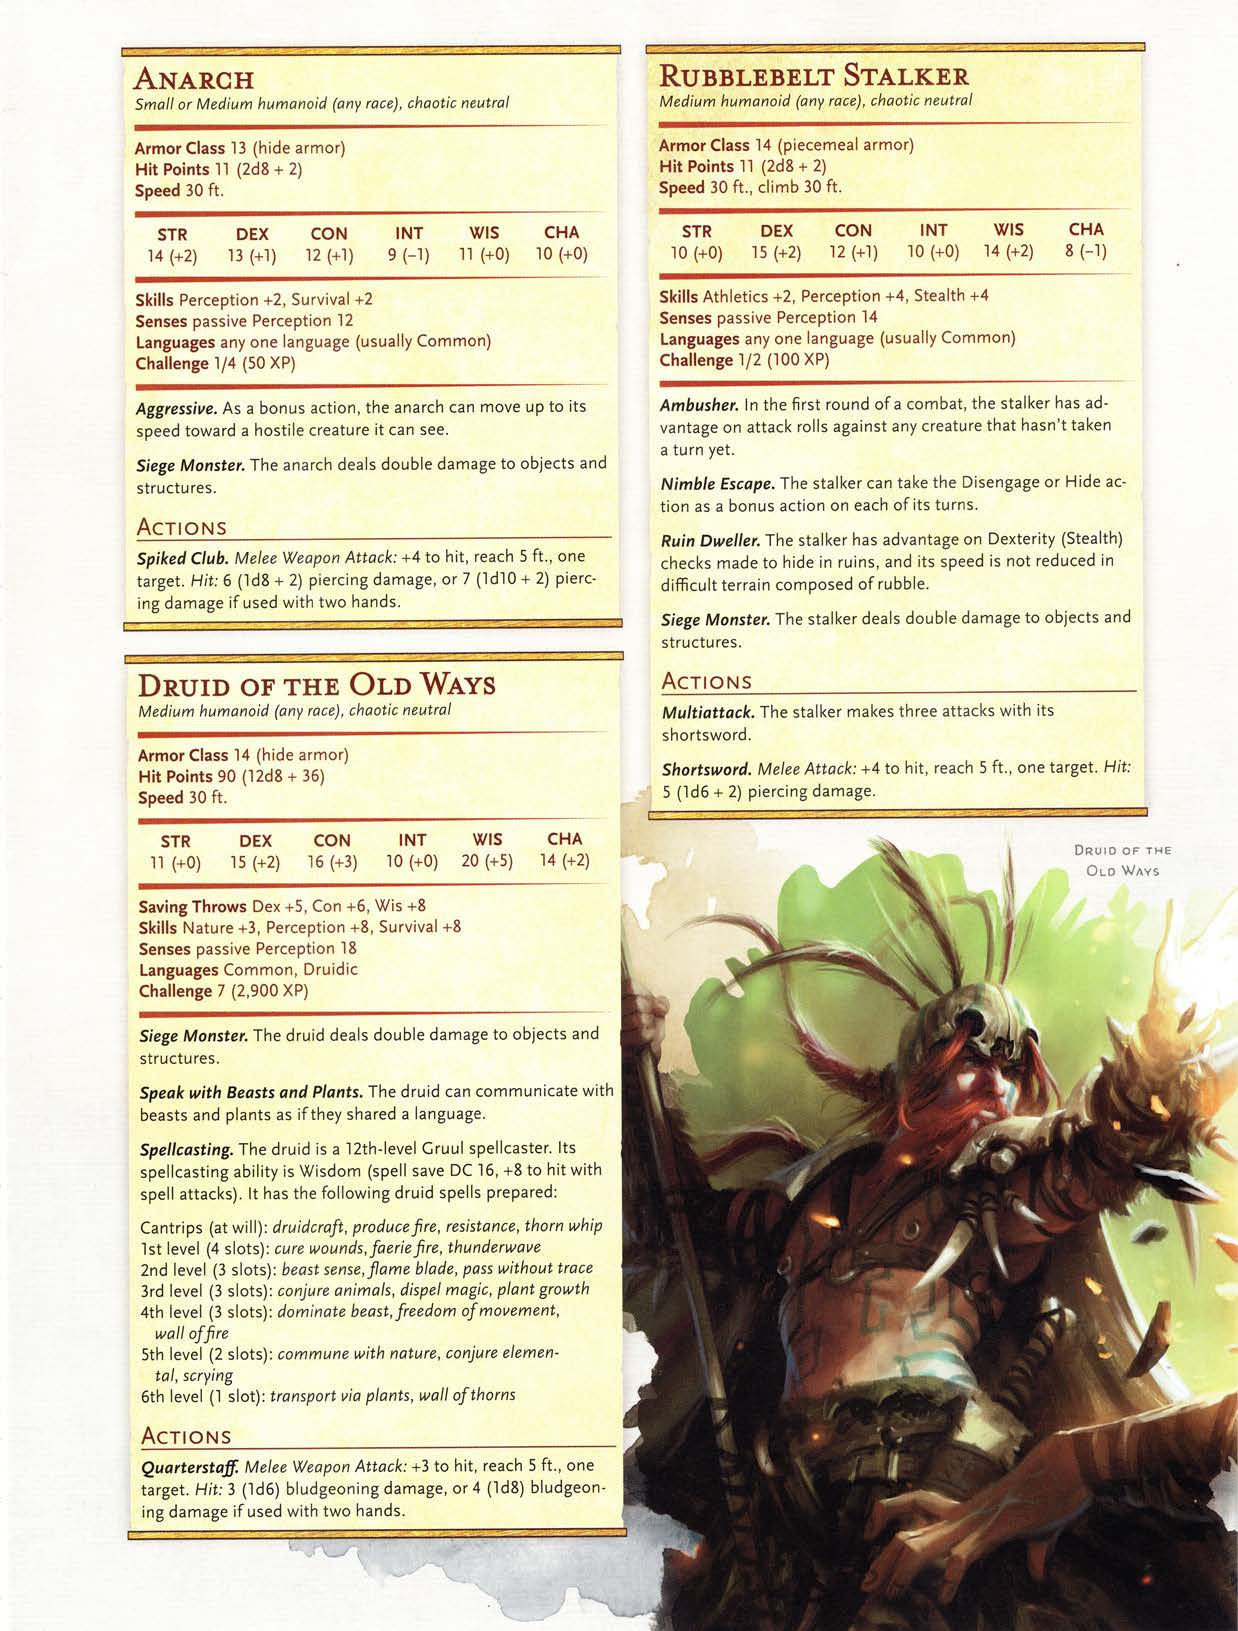 ANARCH
Small or Medium humanoid (any race), chaotic neutral
Armor Class 13 (hide armor)
Hit Points 11 (2d8 + 2)
Speed 30 ft.
STR DEX CON INT WIS CHA
14 (+2) 13 (+1) 12 (+1) 9 (–1) 11 (+0) 10 (+0)
Skills Perception +2, Survival +2
Senses passive Perception 12
Languages any one language (usually Common)
Challenge 1/4 (50 XP)
Aggressive. As a bonus action, the anarch can move up to its
speed toward a hostile creature it can see.
Siege Monster. The anarch deals double damage to objects and
structures.
ACTIONS
Spiked Club. Melee Weapon Attack: +4 to hit, reach 5 ft., one
target. Hit: 6 (1d8 + 2) piercing damage, or 7 (1d10 + 2) pierc-
ing damage if used with two hands.
DRUID OF THE OLD WAYS
Medium humanoid (any race), chaotic neutral
Armor Class 14 (hide armor)
Hit Points 90 (12d8 + 36)
Speed 30 ft.
STR DEX CON INT WIS CHA
11 (+0) 15 (+2) 16 (+3) 10 (+0) 20 (+5) 14 (+2)
Saving Throws Dex +5, Con +6, Wis +8
Skills Nature +3, Perception +8, Survival +8
Senses passive Perception 18
Languages Common, Druidic
Challenge 7 (2,900 XP)
Siege Monster. The druid deals double damage to objects and
structures.
Speak with Beasts and Plants. The druid can communicate with
beasts and plants as if they shared a language.
Spellcasting. The druid is a 12th-level Gruul spellcaster. Its
spellcasting ability is Wisdom (spell save DC 16, +8 to hit with
spell attacks). It has the following druid spells prepared:
Cantrips (at will): druidcraft, produce fire, resistance, thorn whip
1st level (4 slots): cure wounds, faerie fire, thunderwave
2nd level (3 slots): beast sense, flame blade, pass without trace
3rd level (3 slots): conjure animals, dispel magic, plant growth
4th level (3 slots): dominate beast, freedom of movement,
wall of fire
5th level (2 slots): commune with nature, conjure elemen-
tal, scrying
6th level (1 slot): transport via plants, wall of thorns
ACTIONS
Quarterstaff. Melee Weapon Attack: +3 to hit, reach 5 ft., one
target. Hit: 3 (1d6) bludgeoning damage, or 4 (1d8) bludgeon-
ing damage if used with two hands.
RUBBLEBELT STALKER
Medium humanoid (any race), chaotic neutral
Armor Class 14 (piecemeal armor)
Hit Points 11 (2d8 + 2)
Speed 30 ft., climb 30 ft.
STR DEX CON INT WIS CHA
10 (+0) 15 (+2) 12 (+1) 10 (+0) 14 (+2) 8 (–1)
Skills Athletics +2, Perception +4, Stealth +4
Senses passive Perception 14
Languages any one language (usually Common)
Challenge 1/2 (100 XP)
Ambusher. In the first round of a combat, the stalker has ad-
vantage on attack rolls against any creature that hasn't taken
a turn yet.
Nimble Escape. The stalker can take the Disengage or Hide ac-
tion as a bonus action on each of its turns.
Ruin Dweller. The stalker has advantage on Dexterity (Stealth)
checks made to hide in ruins, and its speed is not reduced in
difficult terrain composed of rubble.
Siege Monster. The stalker deals double damage to objects and
structures.
ACTIONS
Multiattack. The stalker makes three attacks with its
shortsword.
Shortsword. Melee Attack: +4 to hit, reach 5 ft., one target. Hit:
5 (1d6 + 2) piercing damage.
DRUID OF THE
OLD WAYS